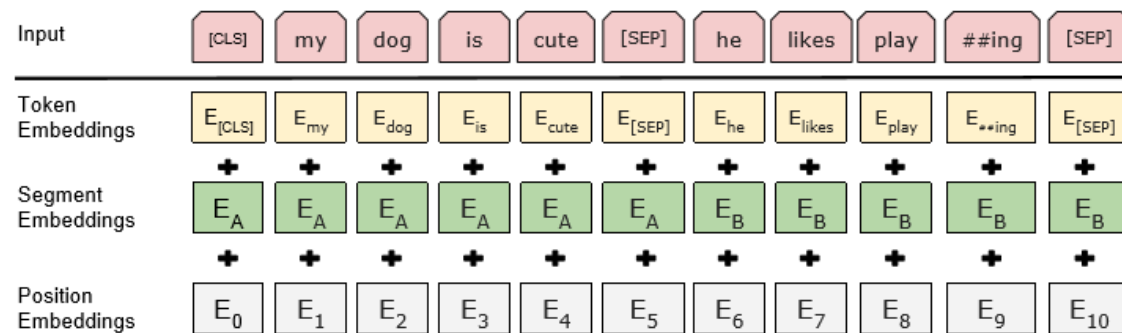 Input [CLS] my dog is cute [SEP] he likes play ##ing [SEP]
Token
Embeddings E[CLS] Emy Edog Eis Ecute E[SEP] Ehe Elikes Eplay E##ing E[SEP]
+ + + + + + + + + + +
Segment
Embeddings EA EA EA EA EA EA EB EB EB EB EB
+ + + + + + + + + + +
Position
Embeddings E0 E1 E2 E3 E4 E5 E6 E7 E8 E9 E10